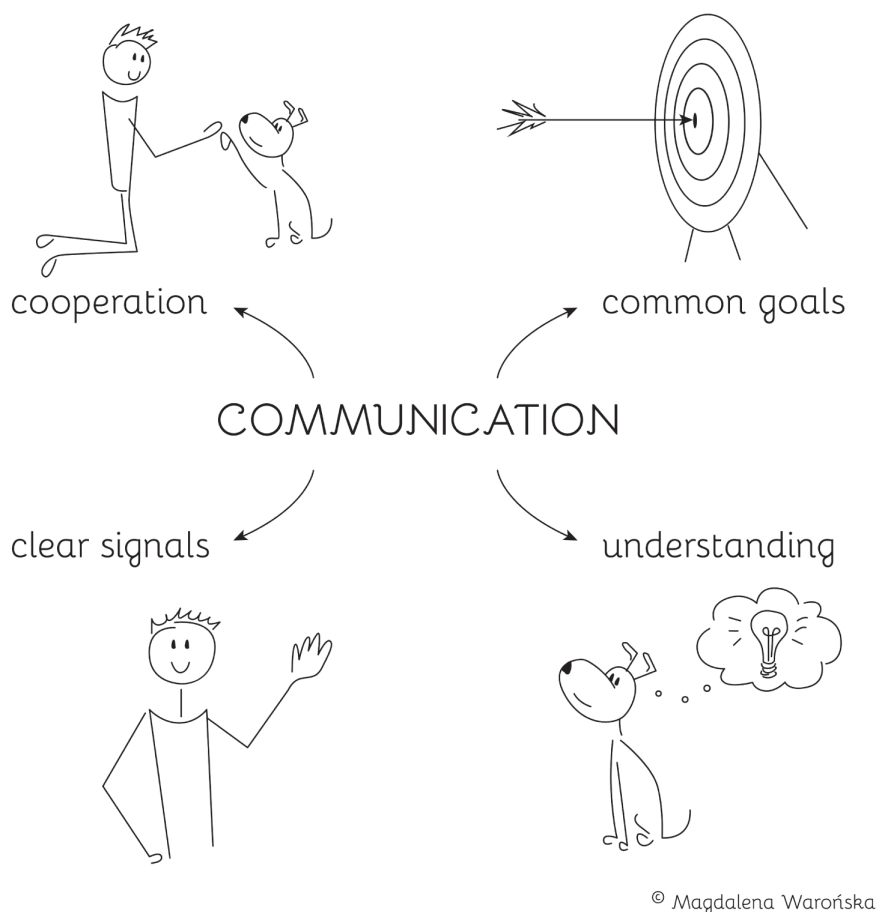 cooperation
common goals
COMMUNICATION
clear signals
understanding
© Magdalena Warońska